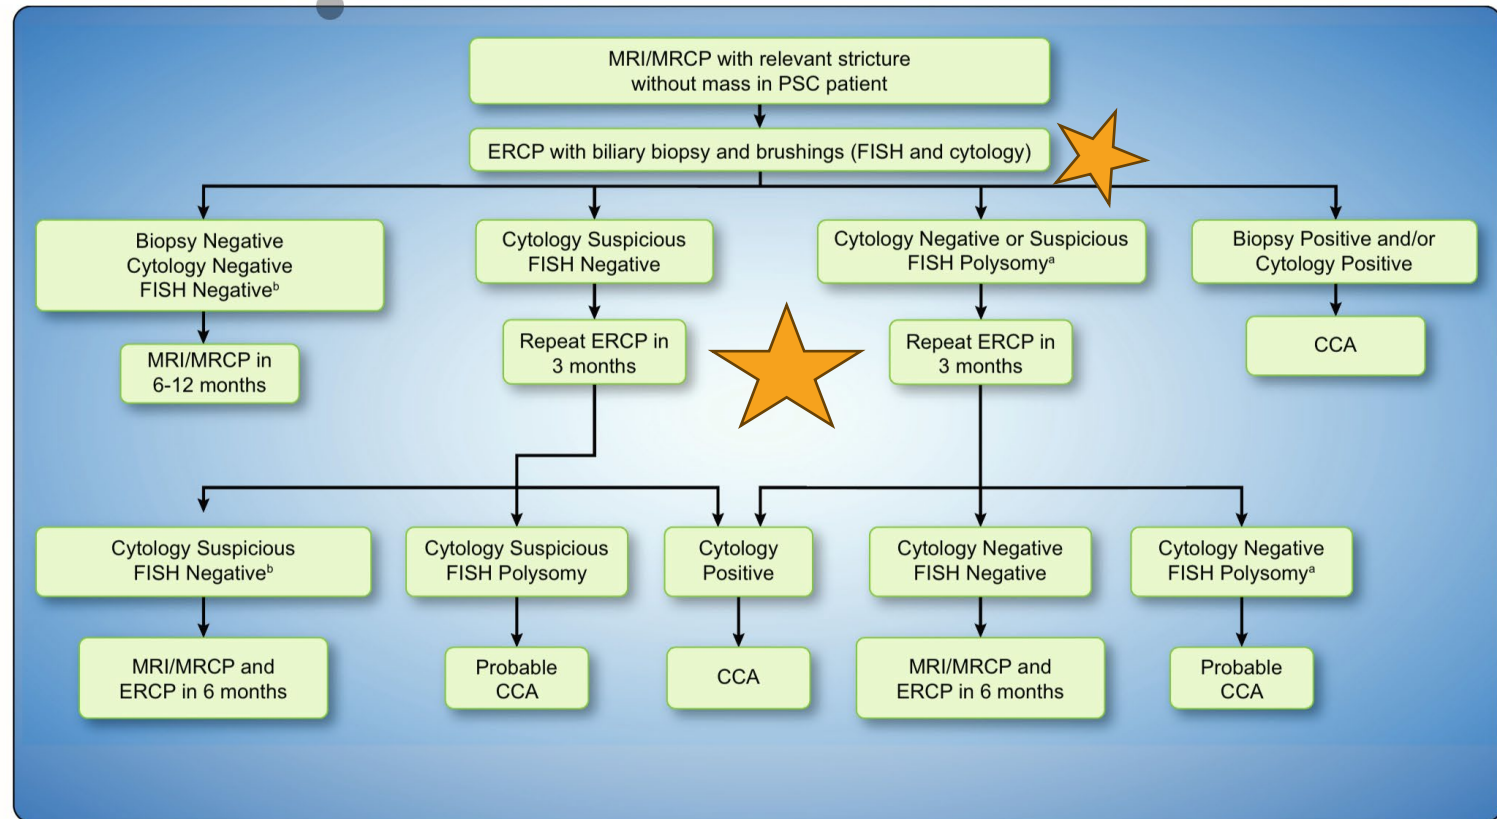 MRI/MRCP with relevant stricture
without mass in PSC patient
ERCP with biliary biopsy and brushings (FISH and cytology)
Biopsy Negative
Cytology Negative
FISH Negativeᵇ
Cytology Suspicious
FISH Negative
Cytology Negative or Suspicious
FISH Polysomyᵃ
Biopsy Positive and/or
Cytology Positive
MRI/MRCP in
6-12 months
Repeat ERCP in
3 months
Repeat ERCP in
3 months
CCA
Cytology Suspicious
FISH Negativeᵇ
Cytology Suspicious
FISH Polysomy
Cytology
Positive
Cytology Negative
FISH Negative
Cytology Negative
FISH Polysomyᵃ
MRI/MRCP and
ERCP in 6 months
Probable
CCA
CCA
MRI/MRCP and
ERCP in 6 months
Probable
CCA